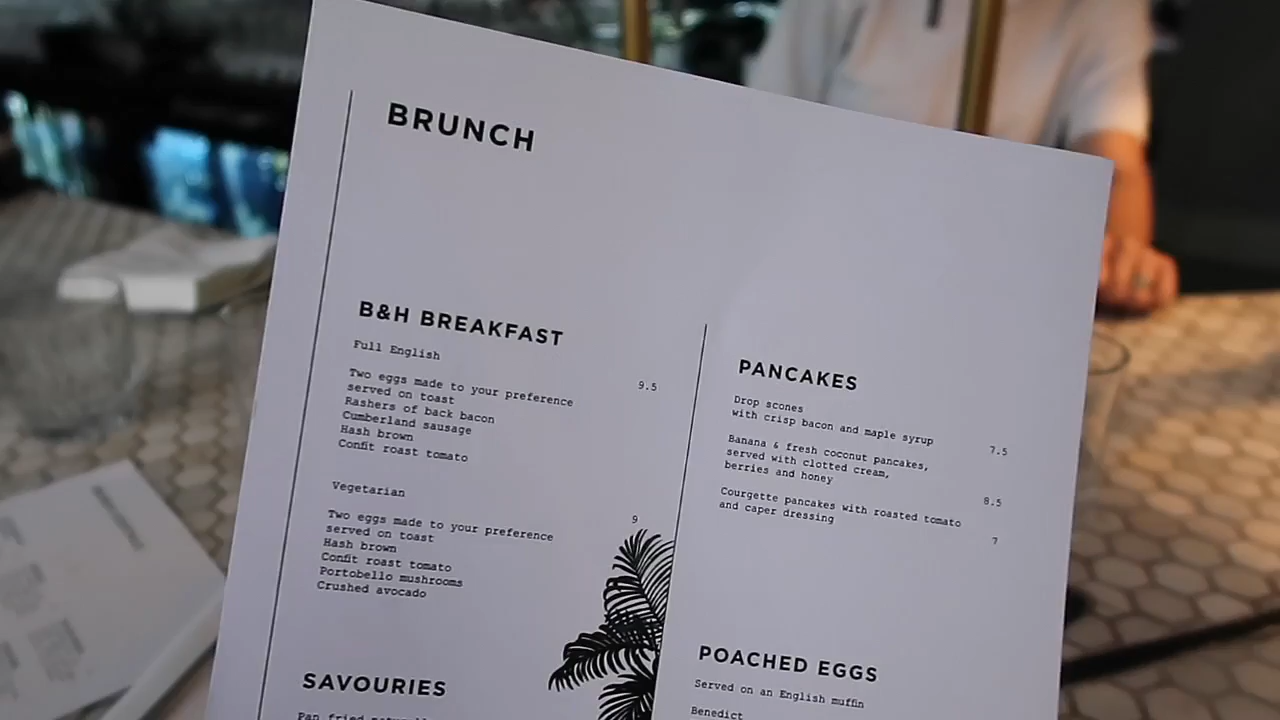 BRUNCH
B&H BREAKFAST
Full English
Two eggs made to your preference 9.5
served on toast
Rashers of back bacon
Cumberland sausage
Hash brown
Confit roast tomato
Vegetarian
Two eggs made to your preference 9
served on toast
Hash brown
Confit roast tomato
Portobello mushrooms
Crushed avocado
SAVOURIES
Pan fried
PANCAKES
Drop scones
with crisp bacon and maple syrup 7.5
Banana & fresh coconut pancakes,
served with clotted cream,
berries and honey 8.5
Courgette pancakes with roasted tomato
and caper dressing 7
POACHED EGGS
Served on an English muffin
Benedict